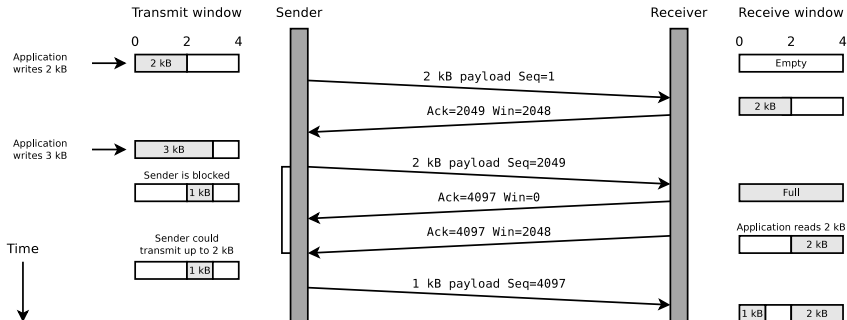 Transmit window
Sender
Receiver
Receive window
0 2 4
0 2 4
Application
writes 2 kB
2 kB
Empty
2 kB payload Seq=1
2 kB
Ack=2049 Win=2048
Application
writes 3 kB
3 kB
2 kB payload Seq=2049
Sender is blocked
1 kB
Full
Ack=4097 Win=0
Application reads 2 kB
Ack=4097 Win=2048
2 kB
Sender could
transmit up to 2 kB
Time
1 kB
1 kB payload Seq=4097
1 kB
2 kB